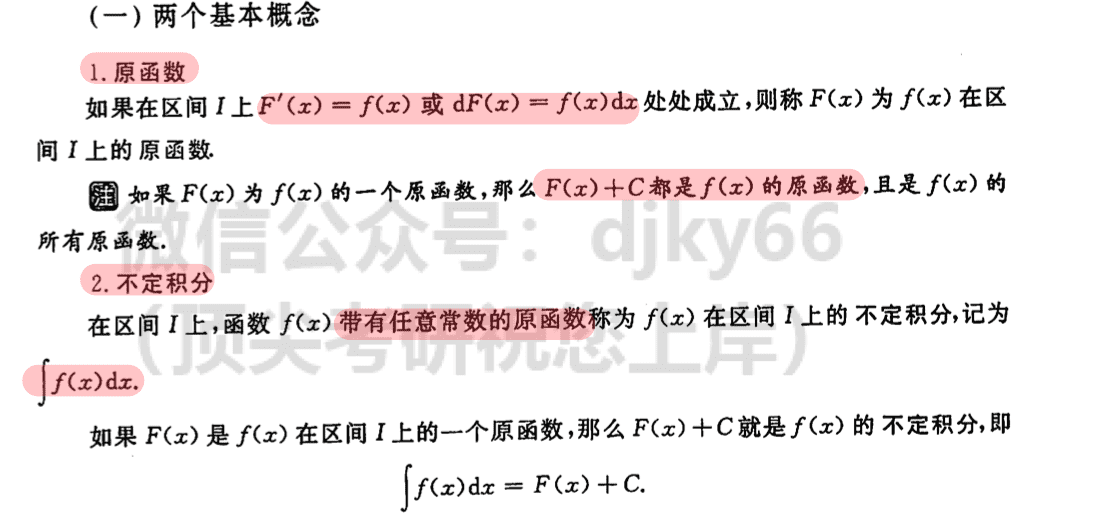 (一) 两个基本概念
1. 原函数
如果在区间 I 上 F′(x) = f(x) 或 dF(x) = f(x)dx 处处成立,则称 F(x) 为 f(x) 在区
间 I 上的 原函数.
注 如果 F(x) 为 f(x) 的一个原函数,那么 F(x)+C 都是 f(x) 的原函数,且是 f(x) 的
微信公众号：djky66
所有原函数.
2. 不定积分
在区间 I 上,函数 f(x) 带有任意常数的原函数称为 f(x) 在区间 I 上的 不定积分,记为
（顶尖考研祝您上岸）
∫f(x)dx.
如果 F(x) 是 f(x) 在区间 I 上的一个原函数,那么 F(x)+C 就是 f(x) 的 不定积分,即
∫f(x)dx = F(x) + C.